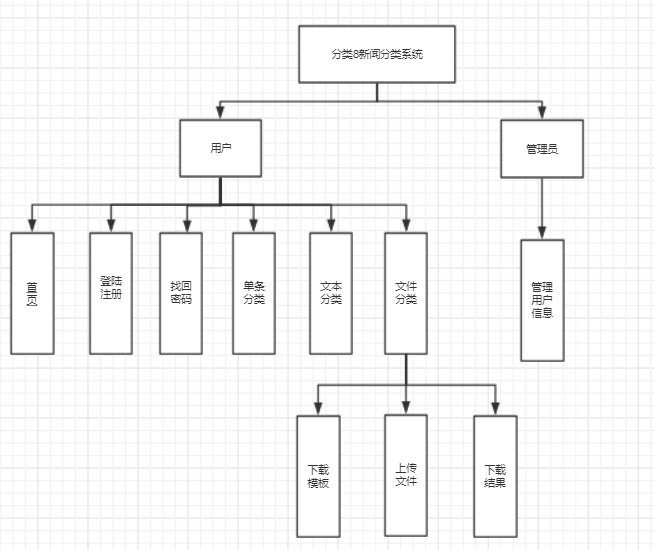 分类8新闻分类系统
用户
管理员
首
页
登陆
注册
找回
密码
单条
分类
文本
分类
文件
分类
管理
用户
信息
下载
模板
上传
文件
下载
结果